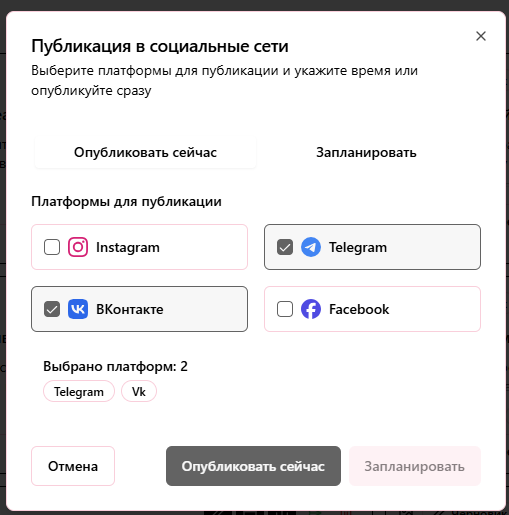 Публикация в социальные сети
Выберите платформы для публикации и укажите время или
опубликуйте сразу
Опубликовать сейчас
Запланировать
Платформы для публикации
Instagram
Telegram
ВКонтакте
Facebook
Выбрано платформ: 2
Telegram
Vk
Отмена
Опубликовать сейчас
Запланировать